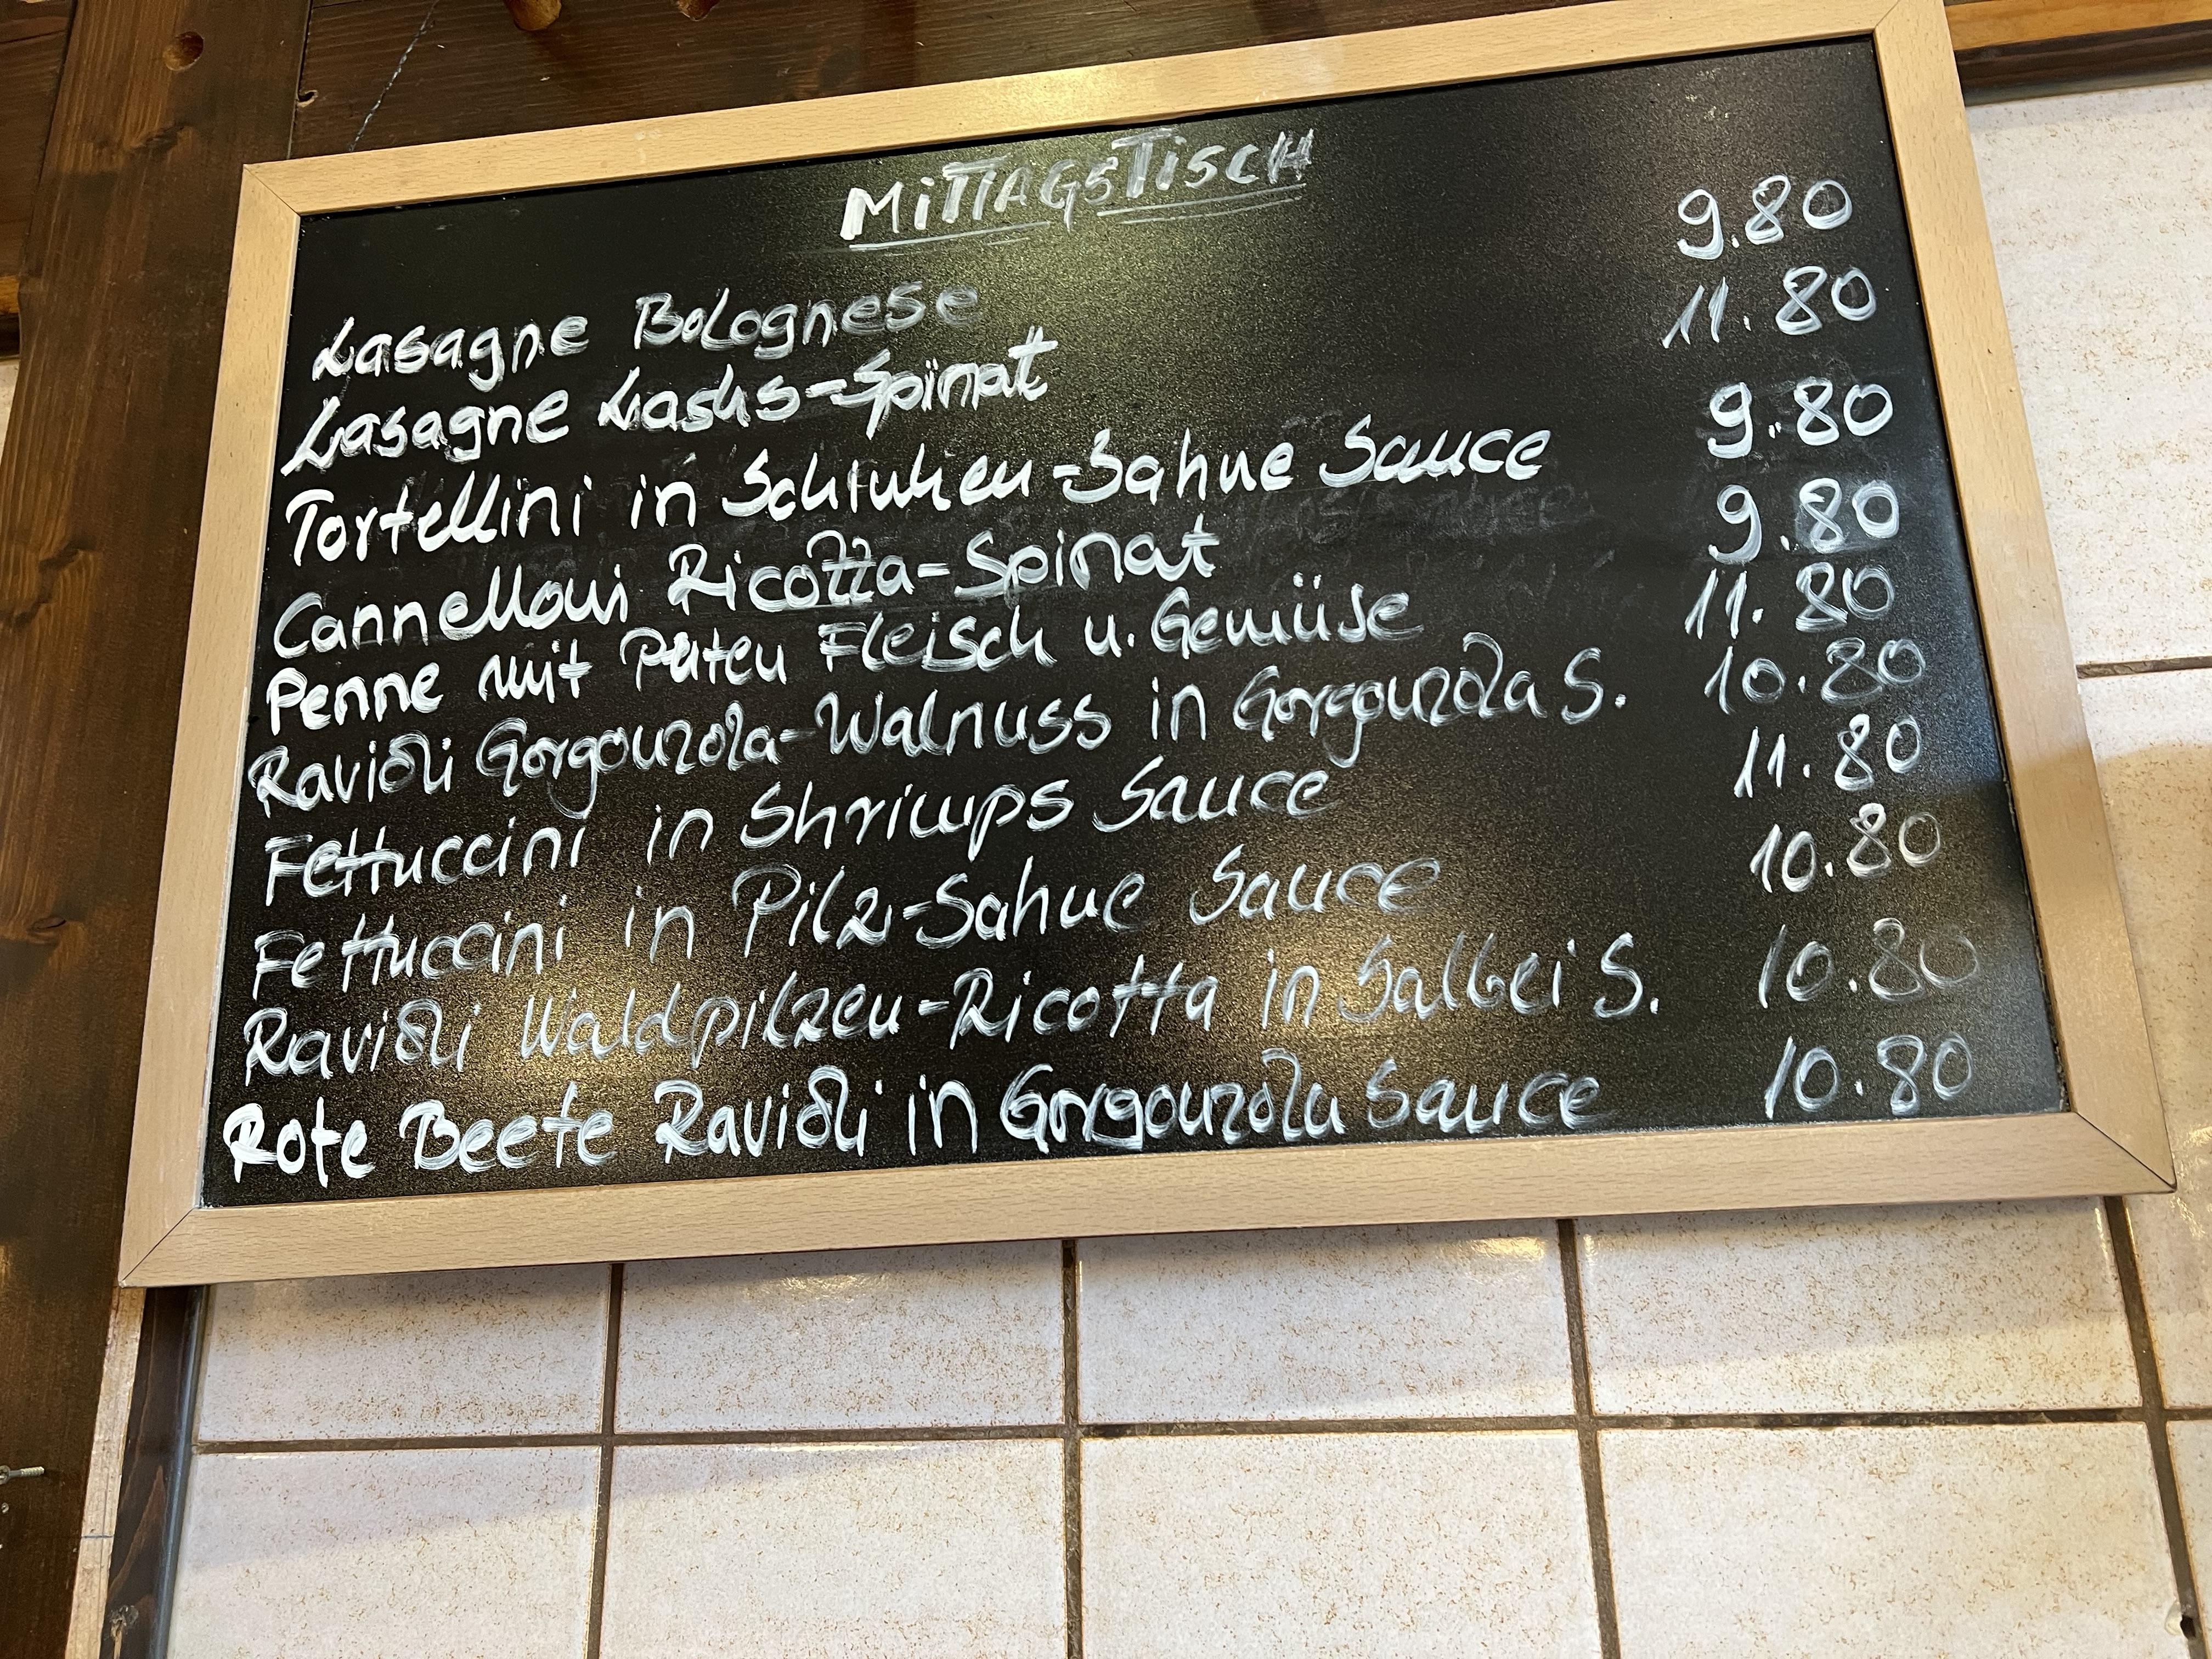 MiTTAGSTisCH
Lasagne Bolognese 9.80
Lasagne Lachs-Spinat 11.80
Tortellini in Schinken-Sahne Sauce 9.80
Cannelloni Ricotta-Spinat 9.80
Penne mit Puten Fleisch u. Gemüse 11.80
Ravioli Gorgonzola-Walnuss in Gorgonzola S. 10.80
Fettuccini in Shrimps Sauce 11.80
Fettuccini in Pilz-Sahne Sauce 10.80
Ravioli Waldpilzen-Ricotta in Salbei S. 10.80
Rote Beete Ravioli in Gorgonzola Sauce 10.80